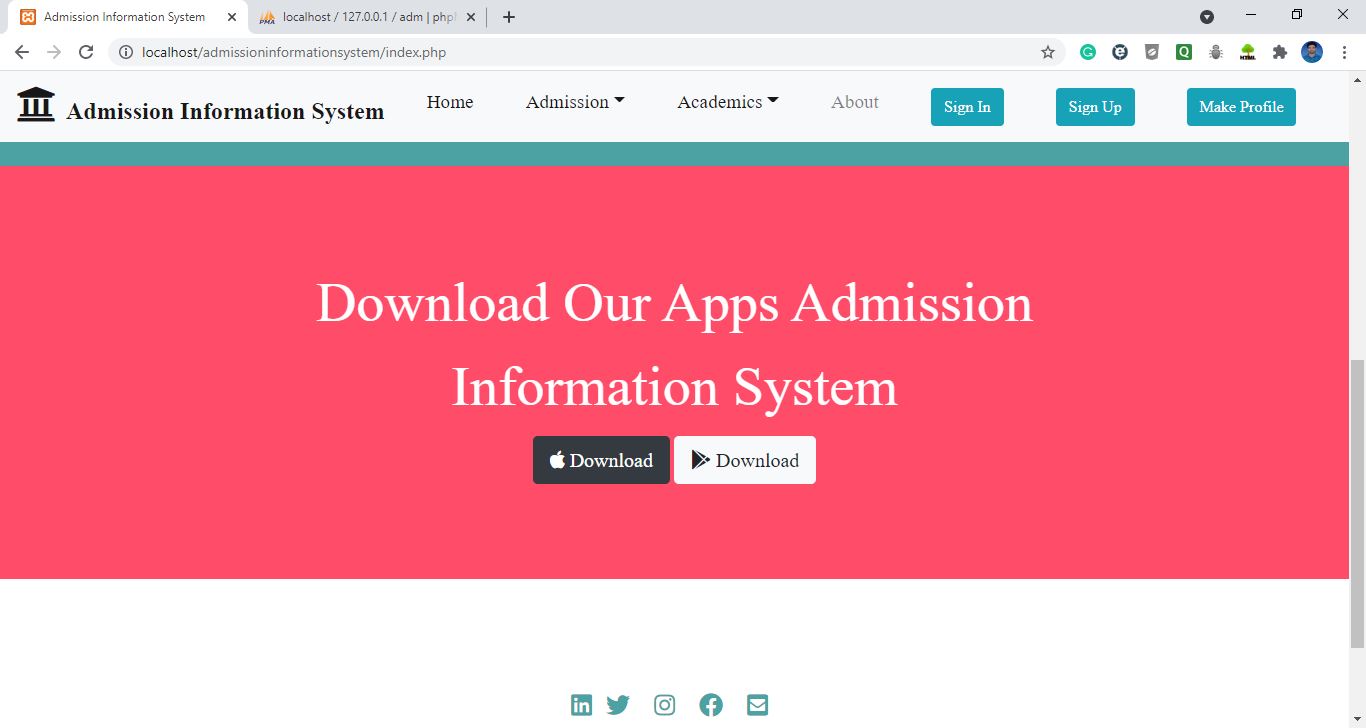 Admission Information System
localhost / 127.0.0.1 / adm | php
localhost/admissioninformationsystem/index.php
Admission Information System
Home
Admission
Academics
About
Sign In
Sign Up
Make Profile
Download Our Apps Admission
Information System
Download
Download